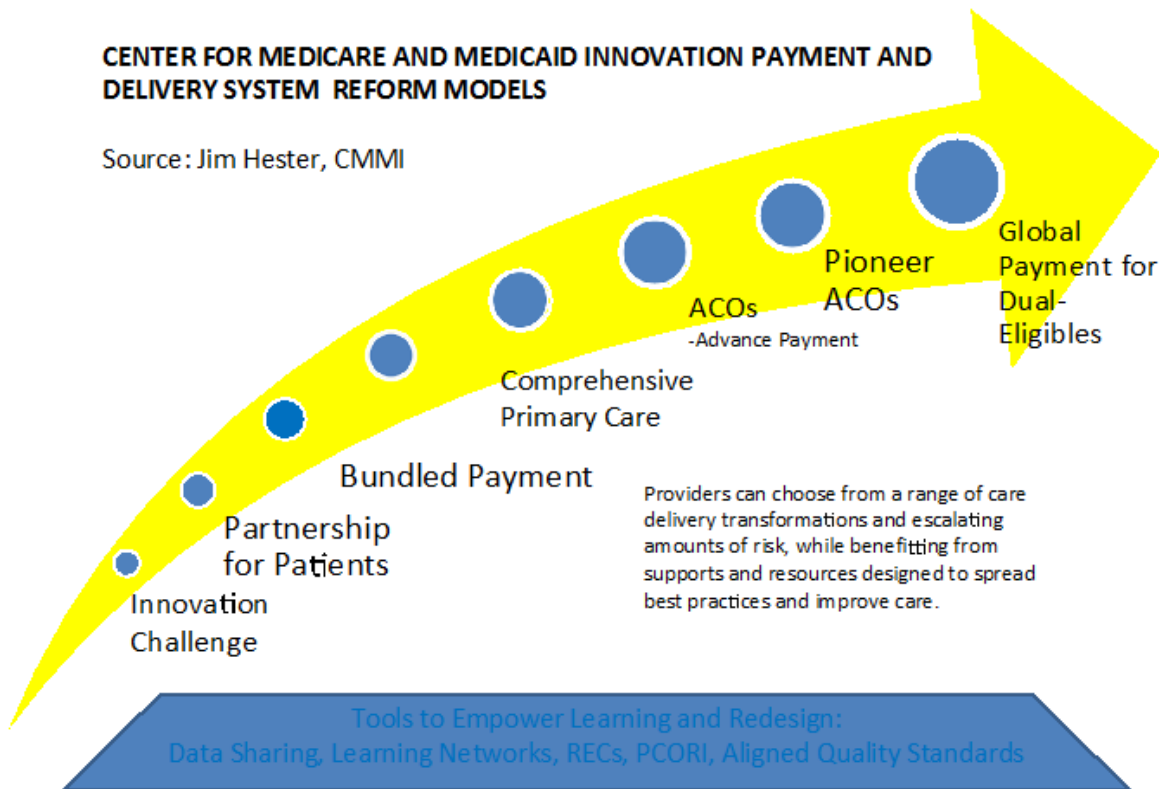 CENTER FOR MEDICARE AND MEDICAID INNOVATION PAYMENT AND
DELIVERY SYSTEM REFORM MODELS
Source: Jim Hester, CMMI
Global
Payment for
Dual-
Eligibles
Pioneer
ACOs
ACOs
-Advance Payment
Comprehensive
Primary Care
Bundled Payment
Partnership
for Patients
Innovation
Challenge
Providers can choose from a range of care
delivery transformations and escalating
amounts of risk, while benefitting from
supports and resources designed to spread
best practices and improve care.
Tools to Empower Learning and Redesign:
Data Sharing, Learning Networks, RECs, PCORI, Aligned Quality Standards